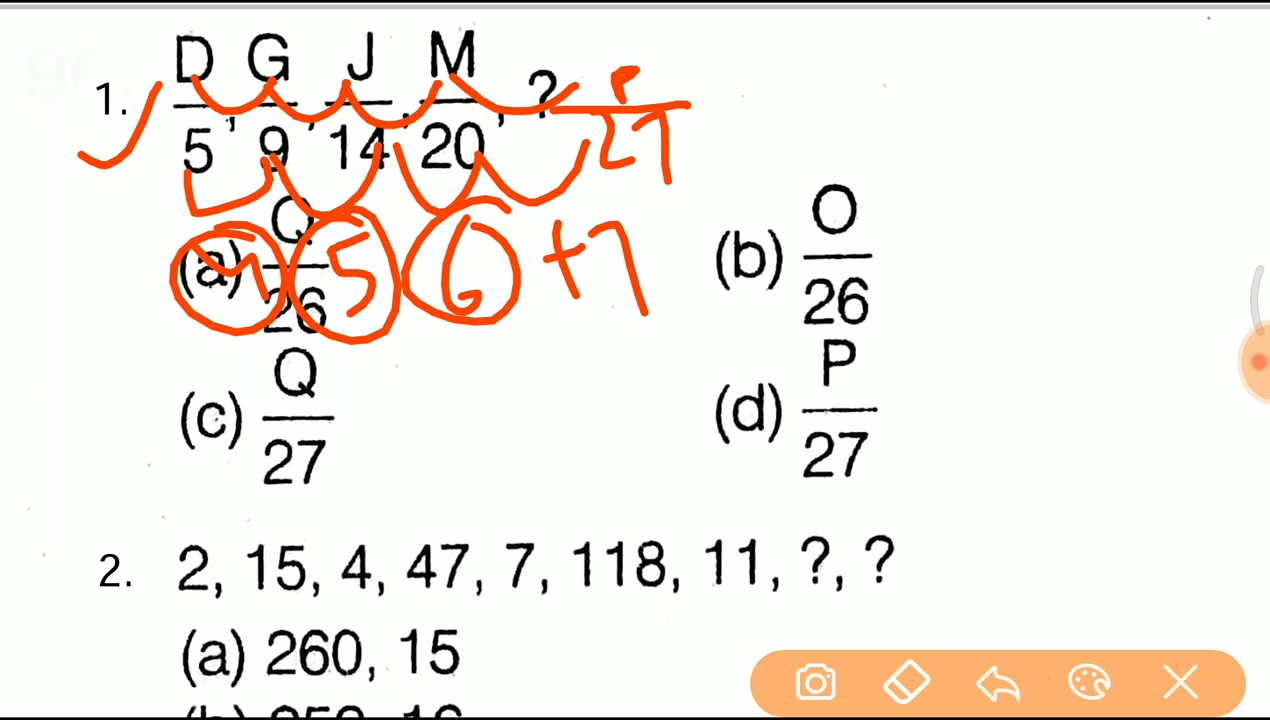 1. D/5, G/9, J/14, M/20, ? P/27
4 5 6 +7
(a) Q/26 (b) O/26
(c) Q/27 (d) P/27
2. 2, 15, 4, 47, 7, 118, 11, ?, ?
(a) 260, 15